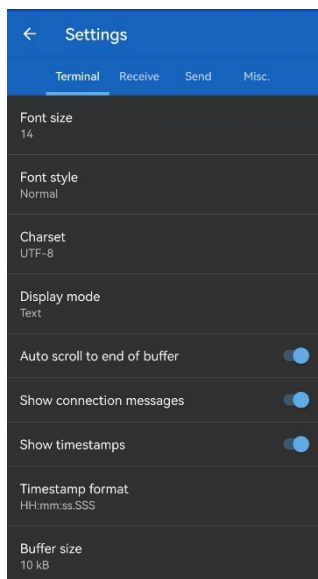 Settings
Terminal Receive Send Misc.
Font size
14
Font style
Normal
Charset
UTF-8
Display mode
Text
Auto scroll to end of buffer
Show connection messages
Show timestamps
Timestamp format
HH:mm:ss.SSS
Buffer size
10 kB